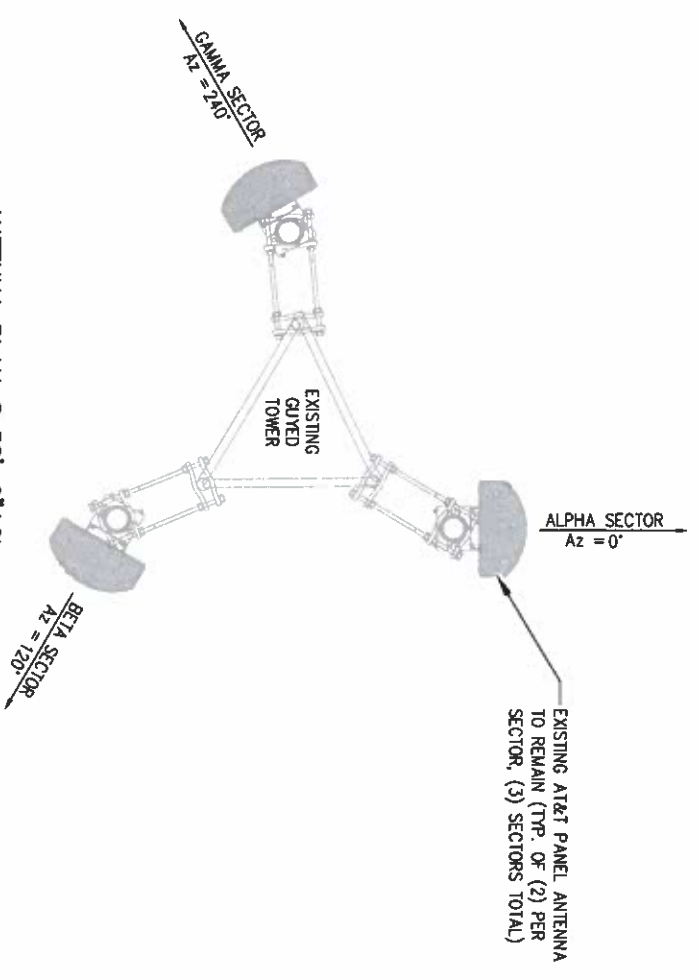 GAMMA SECTOR
Az = 240°
EXISTING
GUYED
TOWER
ALPHA SECTOR
Az = 0°
BETA SECTOR
Az = 120°
EXISTING AT&T PANEL ANTENNA
TO REMAIN (TYP. OF (2) PER
SECTOR, (3) SECTORS TOTAL)